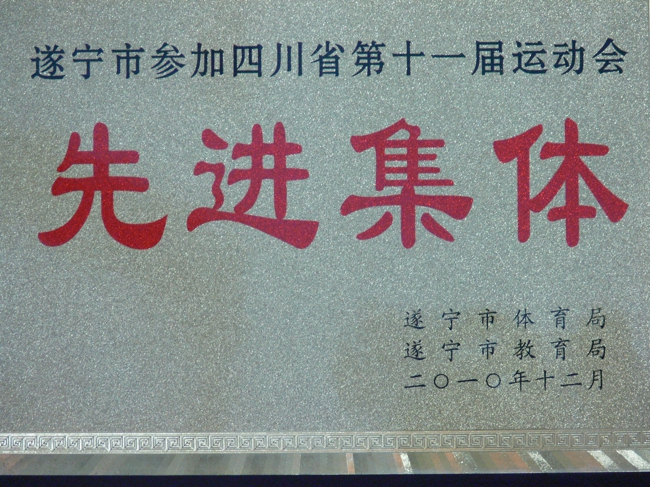 遂宁市参加四川省第十一届运动会
先进集体
遂宁市体育局
遂宁市教育局
二〇一〇年十二月